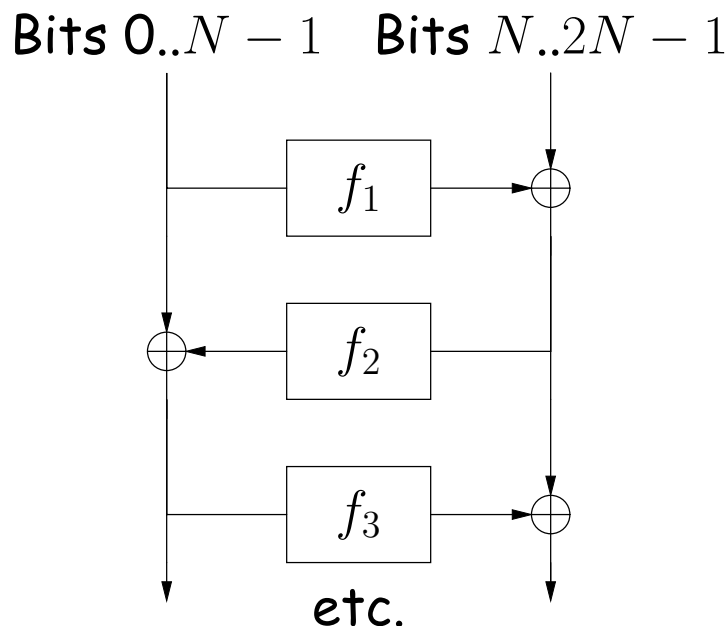 Bits 0..N − 1 Bits N..2N − 1
f₁
f₂
f₃
etc.